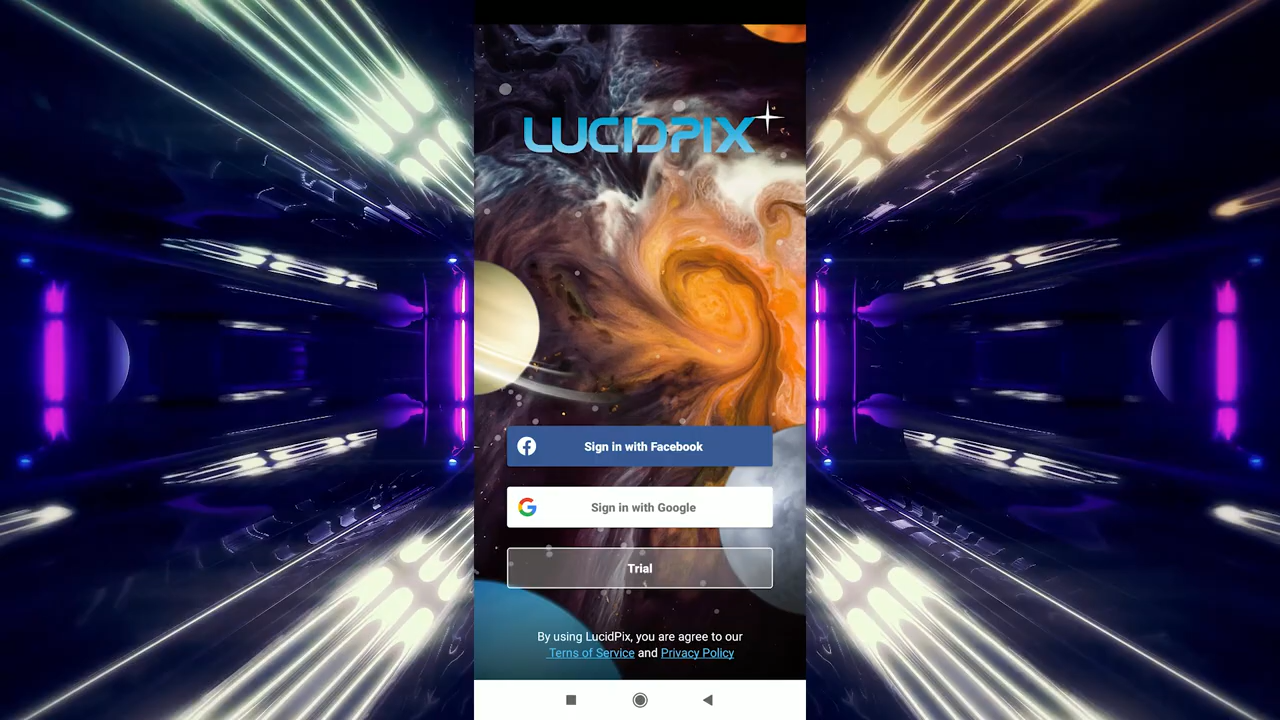 LUCIDPIX
Sign in with Facebook
Sign in with Google
Trial
By using LucidPix, you are agree to our
Terms of Service and Privacy Policy